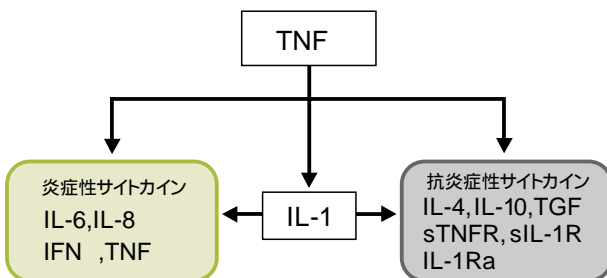 TNF
炎症性サイトカイン
IL-6,IL-8
IFN ,TNF
IL-1
抗炎症性サイトカイン
IL-4,IL-10,TGF
sTNFR, sIL-1R
IL-1Ra